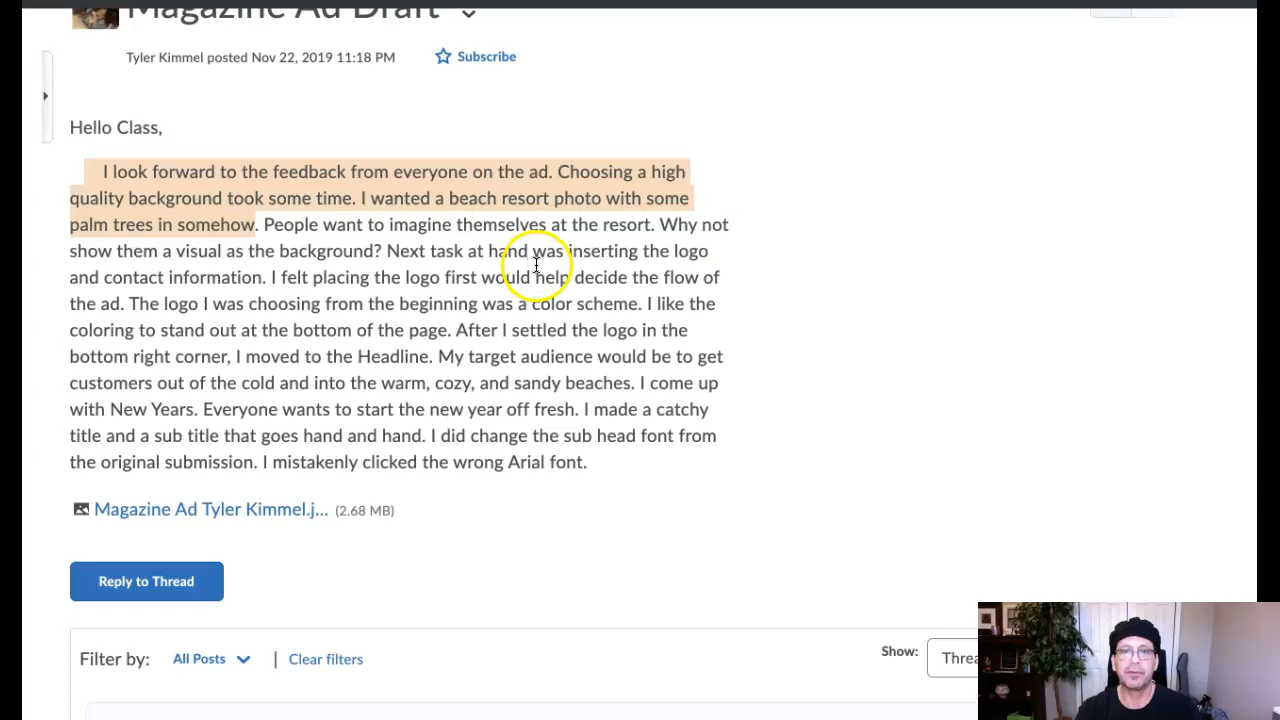 Magazine Ad Draft
Tyler Kimmel posted Nov 22, 2019 11:18 PM
Subscribe
Hello Class,
I look forward to the feedback from everyone on the ad. Choosing a high
quality background took some time. I wanted a beach resort photo with some
palm trees in somehow. People want to imagine themselves at the resort. Why not
show them a visual as the background? Next task at hand was inserting the logo
and contact information. I felt placing the logo first would help decide the flow of
the ad. The logo I was choosing from the beginning was a color scheme. I like the
coloring to stand out at the bottom of the page. After I settled the logo in the
bottom right corner, I moved to the Headline. My target audience would be to get
customers out of the cold and into the warm, cozy, and sandy beaches. I come up
with New Years. Everyone wants to start the new year off fresh. I made a catchy
title and a sub title that goes hand and hand. I did change the sub head font from
the original submission. I mistakenly clicked the wrong Arial font.
Magazine Ad Tyler Kimmel.j... (2.68 MB)
Reply to Thread
Filter by: All Posts | Clear filters
Show: Threa